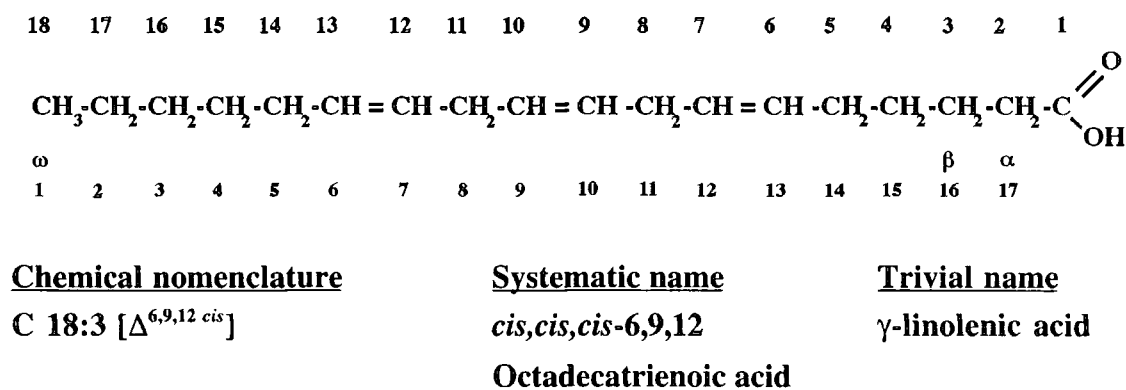 18 17 16 15 14 13 12 11 10 9 8 7 6 5 4 3 2 1
O
CH₃-CH₂-CH₂-CH₂-CH₂-CH=CH-CH₂-CH=CH-CH₂-CH=CH-CH₂-CH₂-CH₂-CH₂-C
OH
ω β α
1 2 3 4 5 6 7 8 9 10 11 12 13 14 15 16 17
Chemical nomenclature Systematic name Trivial name
C 18:3 [Δ⁶,⁹,¹² ᶜⁱˢ] cis,cis,cis-6,9,12 γ-linolenic acid
Octadecatrienoic acid